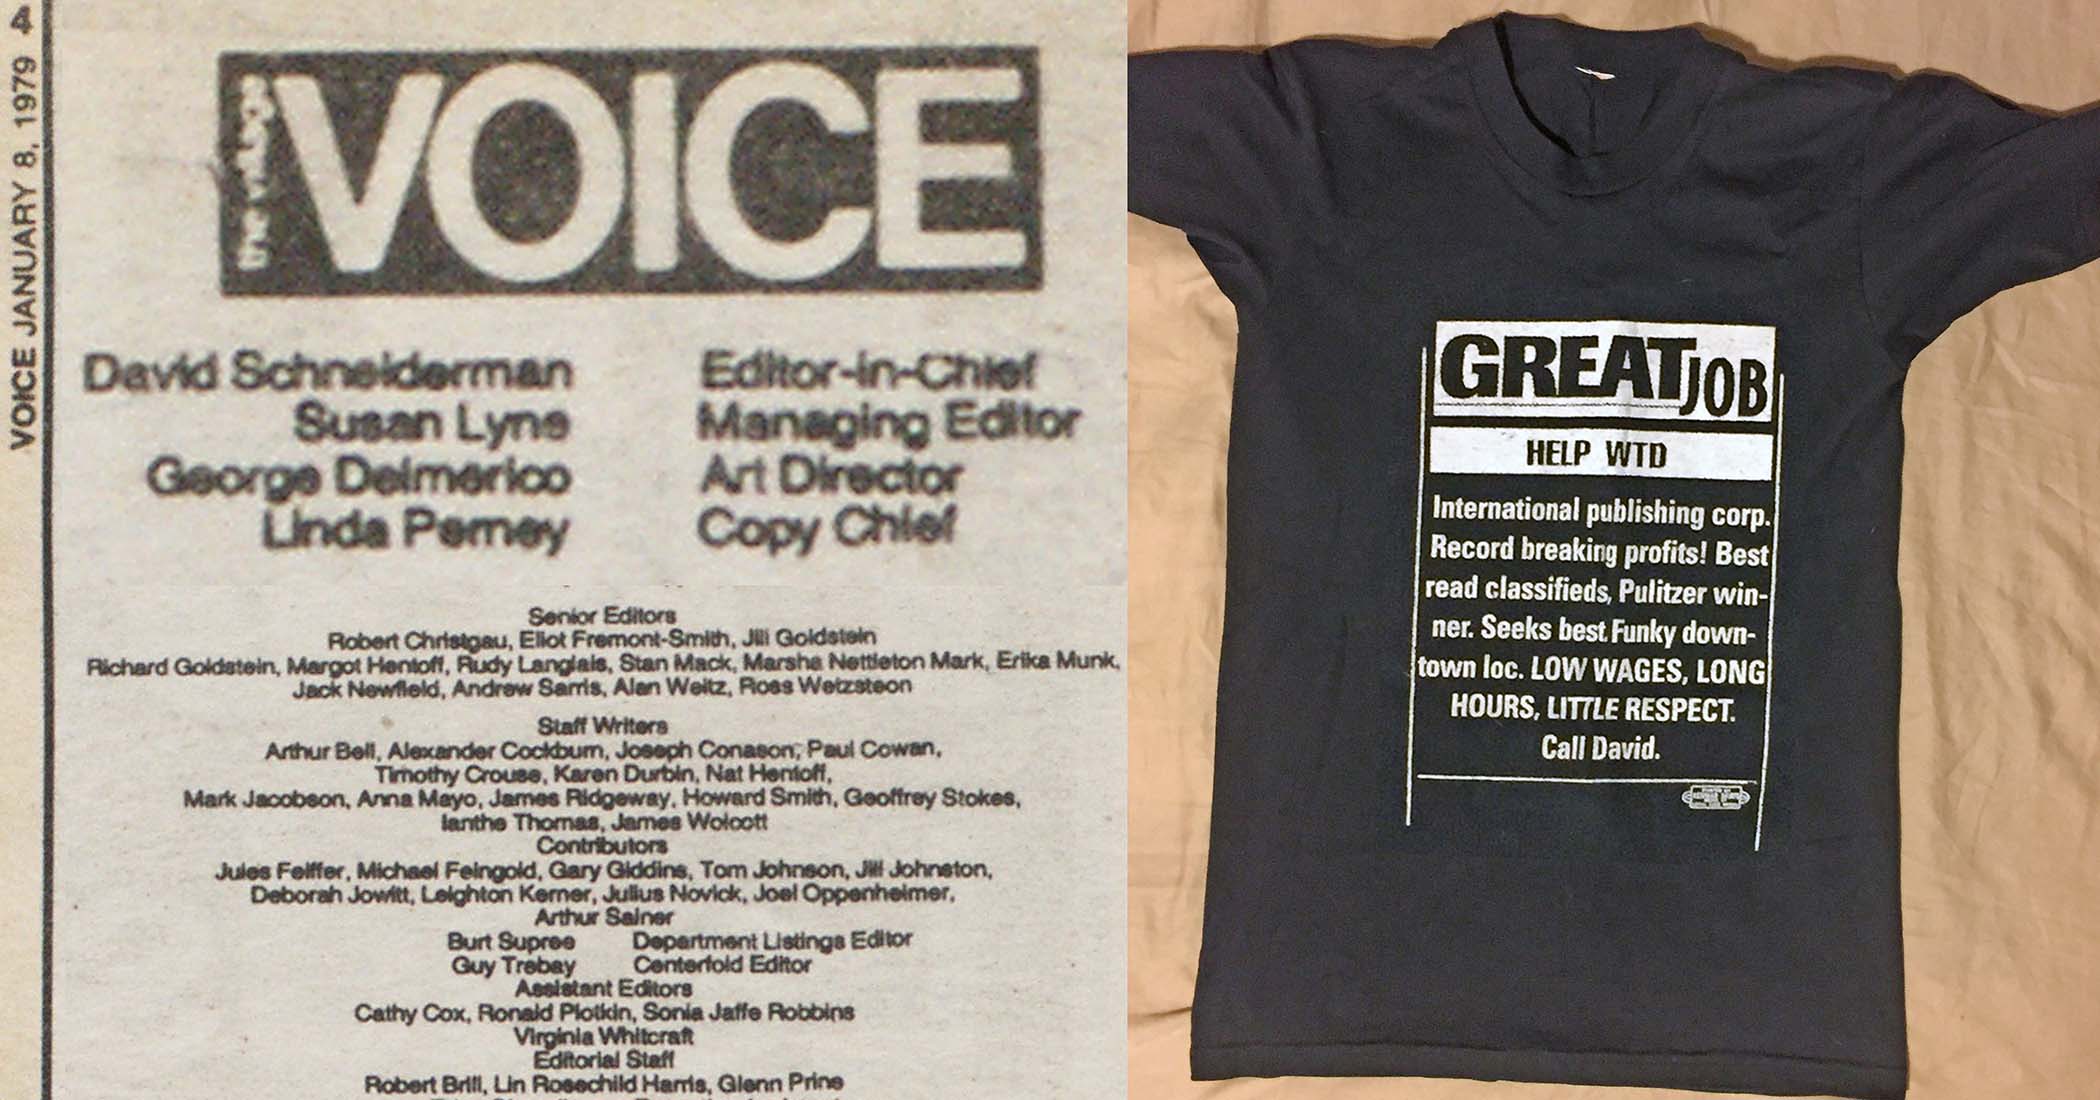 VOICE JANUARY 8, 1979 4
the village VOICE
David Schneiderman Editor-in-Chief
Susan Lyne Managing Editor
George Delmerico Art Director
Linda Perney Copy Chief
Senior Editors
Robert Christgau, Eliot Fremont-Smith, Jill Goldstein
Richard Goldstein, Margot Hentoff, Rudy Langlais, Stan Mack, Marsha Nettleton Mark, Erika Munk,
Jack Newfield, Andrew Sarris, Alan Weitz, Ross Wetzsteon
Staff Writers
Arthur Bell, Alexander Cockburn, Joseph Conason, Paul Cowan,
Timothy Crouse, Karen Durbin, Nat Hentoff,
Mark Jacobson, Anna Mayo, James Ridgeway, Howard Smith, Geoffrey Stokes,
Ianthe Thomas, James Wolcott
Contributors
Jules Feiffer, Michael Feingold, Gary Giddins, Tom Johnson, Jill Johnston,
Deborah Jowitt, Leighton Kerner, Julius Novick, Joel Oppenheimer,
Arthur Sainer
Burt Supree Department Listings Editor
Guy Trebay Centerfold Editor
Assistant Editors
Cathy Cox, Ronald Plotkin, Sonia Jaffe Robbins
Virginia Whitcraft
Editorial Staff
Robert Brill, Lin Rosechild Harris, Glenn Prine
GREAT JOB
HELP WTD
International publishing corp.
Record breaking profits! Best
read classifieds, Pulitzer win-
ner. Seeks best. Funky down-
town loc. LOW WAGES, LONG
HOURS, LITTLE RESPECT.
Call David.